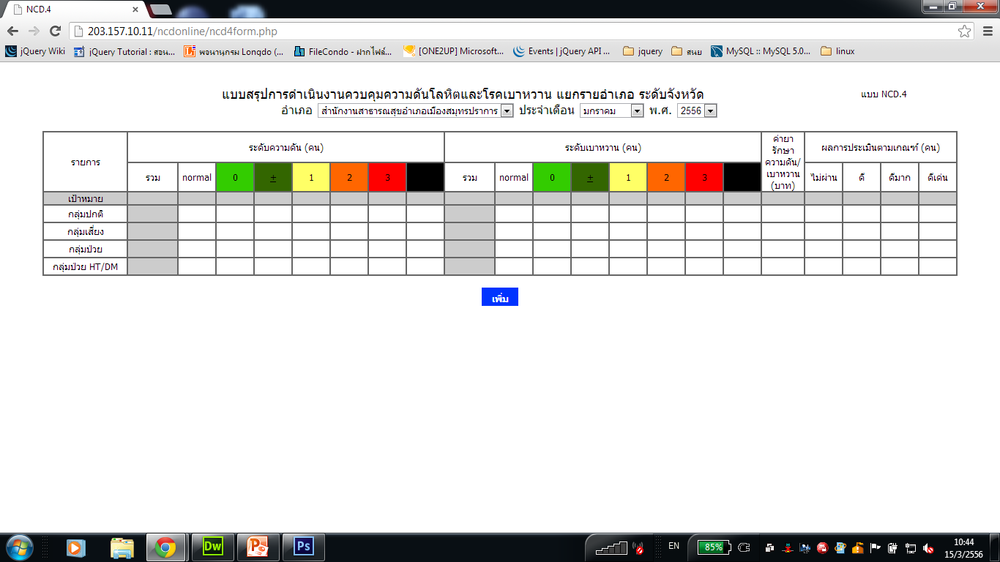 NCD.4
203.157.10.11/ncdonline/ncd4form.php
jQuery Wiki
jQuery Tutorial : สอน...
พจนานุกรม Longdo (...
FileCondo - ฝากไฟล์...
[ONE2UP] Microsoft...
Events | jQuery API ...
jquery
สนย
MySQL :: MySQL 5.0...
linux
แบบสรุปการดำเนินงานควบคุมความดันโลหิตและโรคเบาหวาน แยกรายอำเภอ ระดับจังหวัด
แบบ NCD.4
อำเภอ สำนักงานสาธารณสุขอำเภอเมืองสมุทรปราการ ประจำเดือน มกราคม พ.ศ. 2556
รายการ
ระดับความดัน (คน)
ระดับเบาหวาน (คน)
ค่ายา
รักษา
ความดัน/
เบาหวาน
(บาท)
ผลการประเมินตามเกณฑ์ (คน)
รวม normal 0 + 1 2 3
รวม normal 0 + 1 2 3
ไม่ผ่าน ดี ดีมาก ดีเด่น
เป้าหมาย
กลุ่มปกติ
กลุ่มเสี่ยง
กลุ่มป่วย
กลุ่มป่วย HT/DM
เพิ่ม
Dw
P
Ps
EN
85%
10:44
15/3/2556